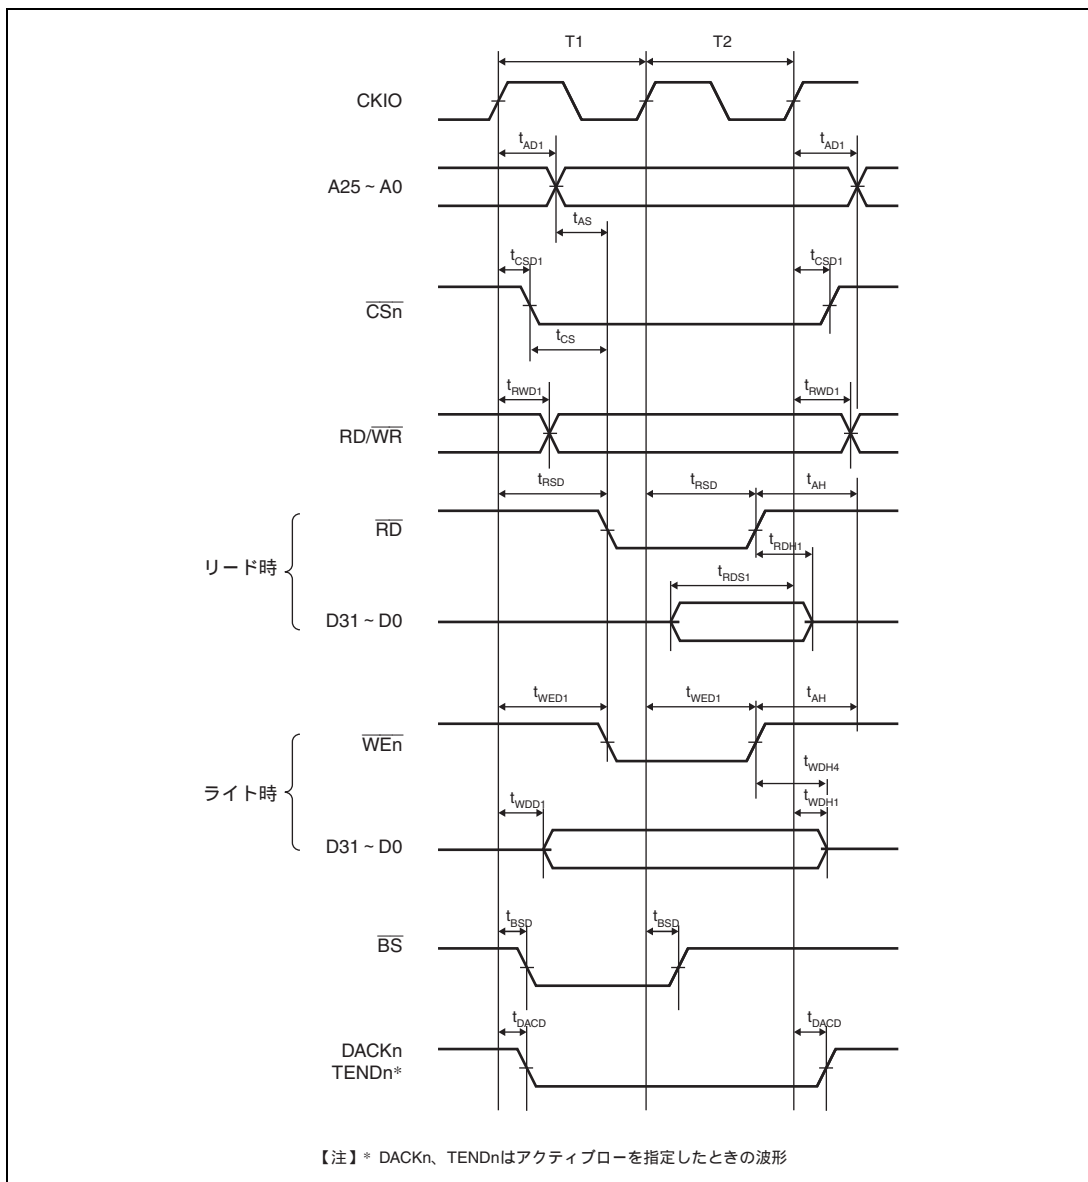 T1 T2
CKIO
tAD1 tAD1
A25 ~ A0
tAS
tCSD1 tCSD1
CSn
tCS
tRWD1 tRWD1
RD/WR
tRSD tRSD tAH
RD
tRDH1
リード時
tRDS1
D31 ~ D0
tWED1 tWED1 tAH
WEn
tWDH4
ライト時
tWDD1 tWDH1
D31 ~ D0
tBSD tBSD
BS
tDACD tDACD
DACKn
TENDn*
【注】* DACKn、TENDnはアクティブローを指定したときの波形